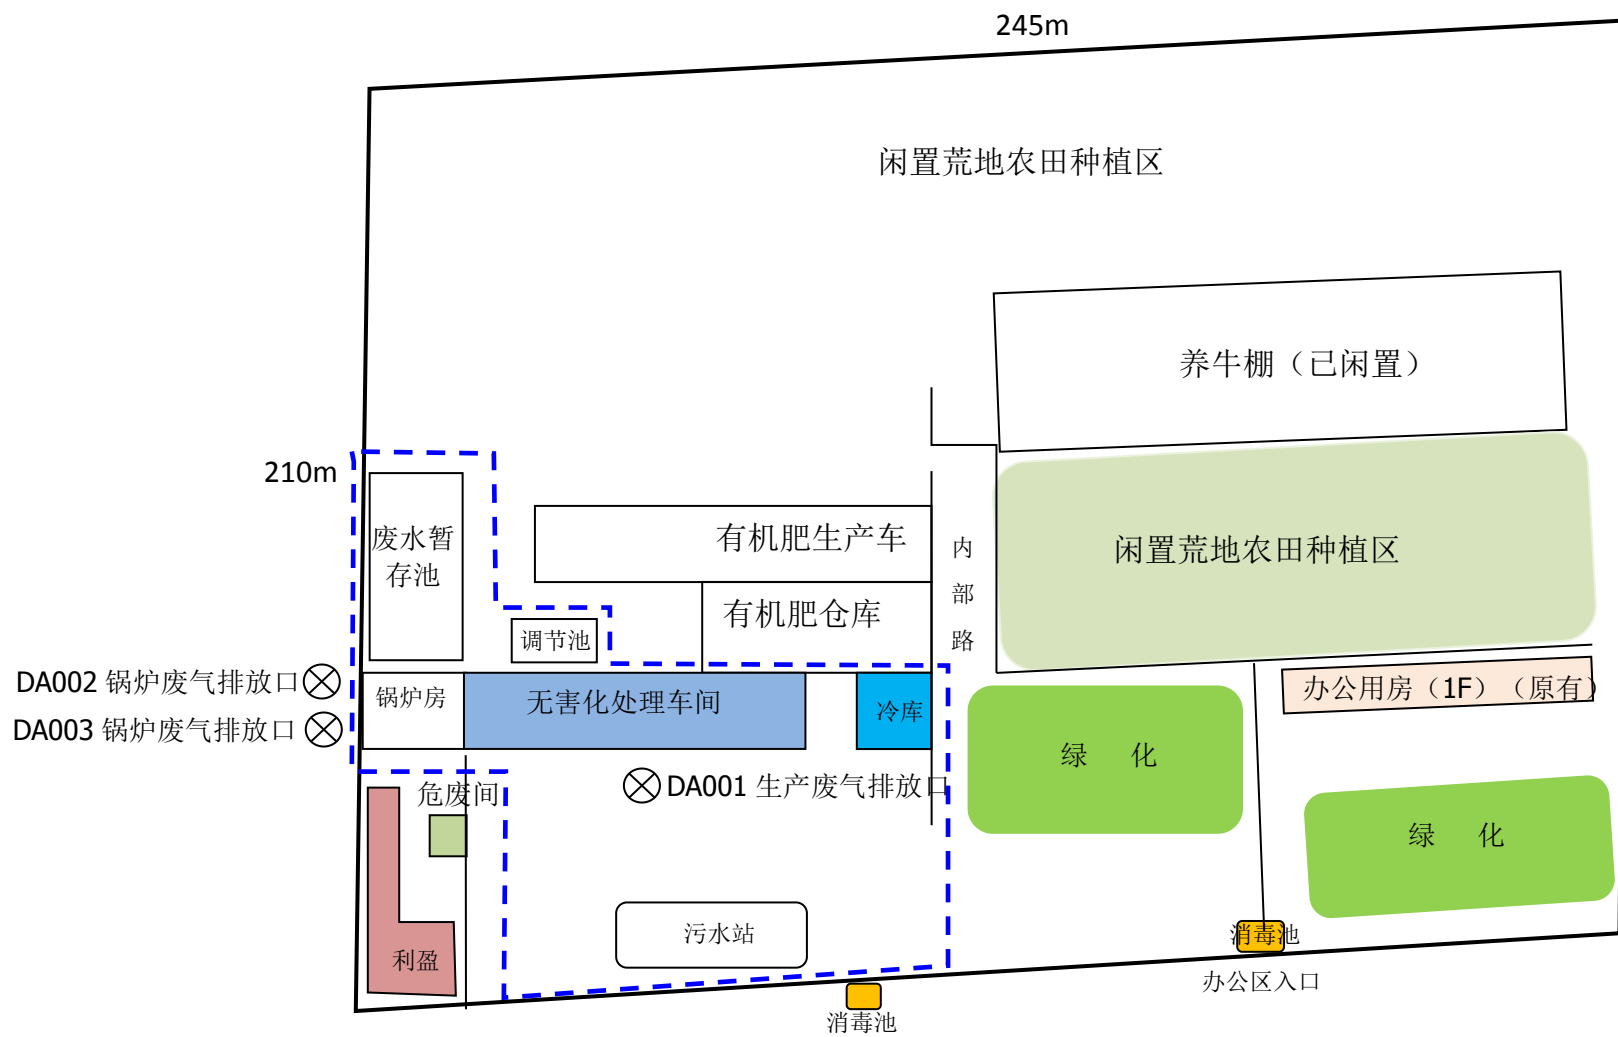 245m
闲置荒地农田种植区
养牛棚（已闲置）
210m
废水暂
存池
有机肥生产车
内
部
路
闲置荒地农田种植区
有机肥仓库
调节池
DA002 锅炉废气排放口
锅炉房
无害化处理车间
冷库
办公用房（1F）（原有）
DA003 锅炉废气排放口
绿 化
危废间
DA001 生产废气排放口
绿 化
污水站
消毒池
利盈
办公区入口
消毒池